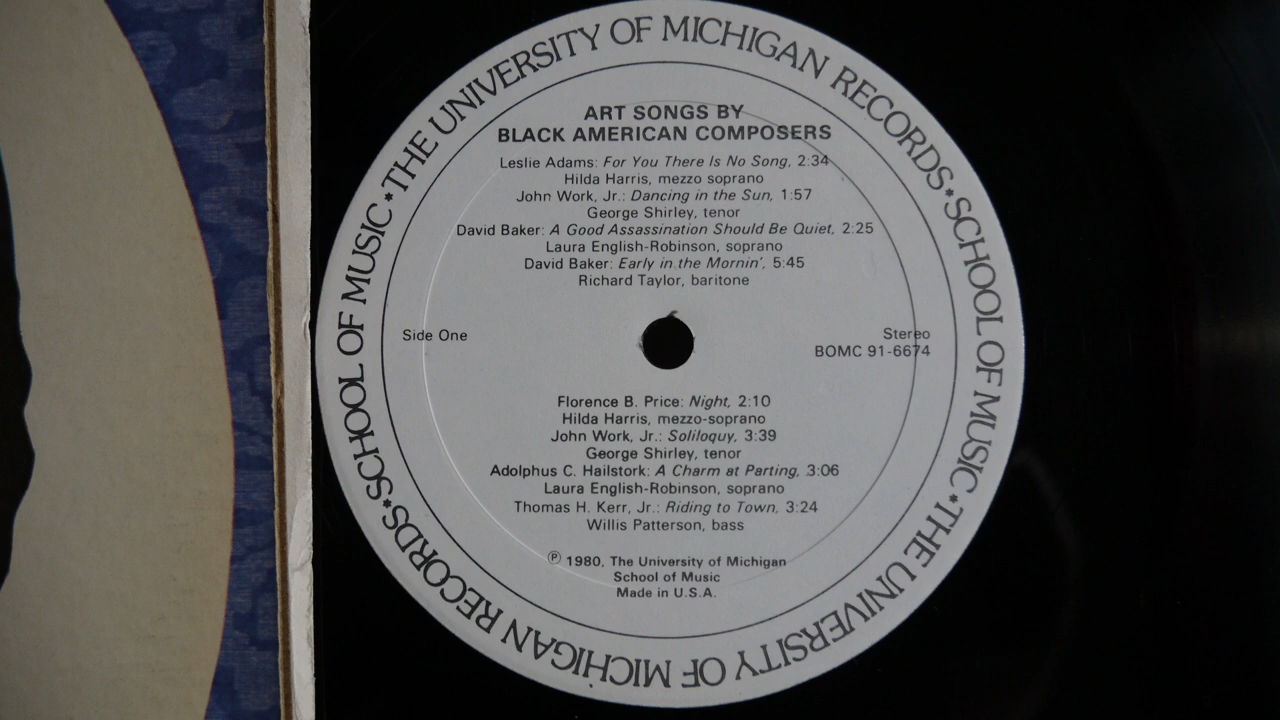 THE UNIVERSITY OF MICHIGAN RECORDS • SCHOOL OF MUSIC • THE UNIVERSITY OF MICHIGAN RECORDS • SCHOOL OF MUSIC •
ART SONGS BY
BLACK AMERICAN COMPOSERS
Leslie Adams: For You There Is No Song, 2:34
Hilda Harris, mezzo soprano
John Work, Jr.: Dancing in the Sun, 1:57
George Shirley, tenor
David Baker: A Good Assassination Should Be Quiet, 2:25
Laura English-Robinson, soprano
David Baker: Early in the Mornin', 5:45
Richard Taylor, baritone
Side One
Stereo
BOMC 91-6674
Florence B. Price: Night, 2:10
Hilda Harris, mezzo-soprano
John Work, Jr.: Soliloquy, 3:39
George Shirley, tenor
Adolphus C. Hailstork: A Charm at Parting, 3:06
Laura English-Robinson, soprano
Thomas H. Kerr, Jr.: Riding to Town, 3:24
Willis Patterson, bass
℗ 1980, The University of Michigan
School of Music
Made in U.S.A.